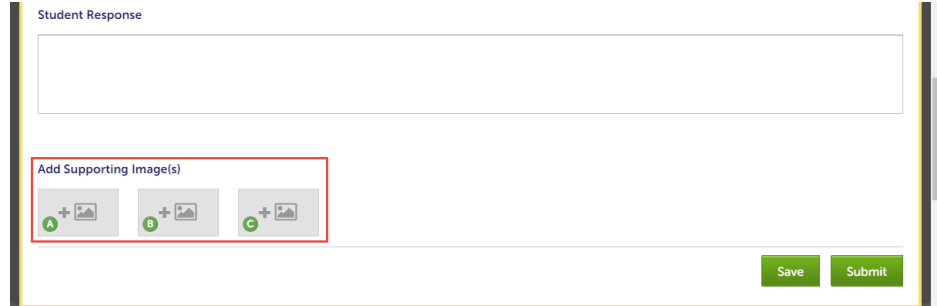 Student Response
Add Supporting Image(s)
A + B + C +
Save Submit